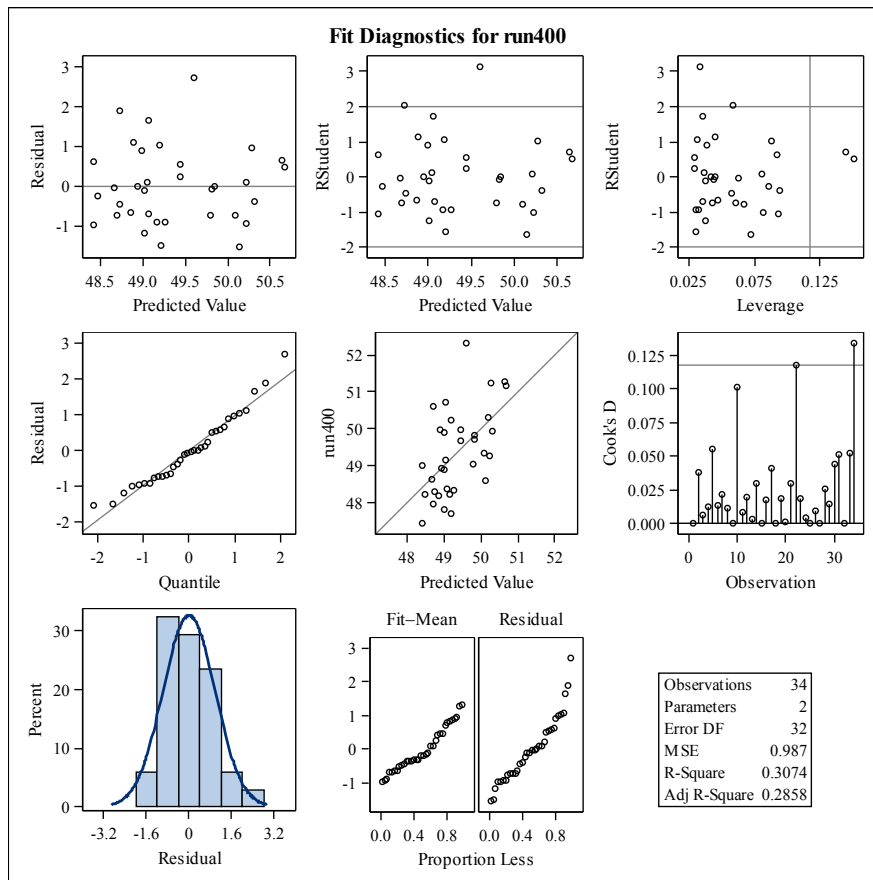 Fit Diagnostics for run400
3
2
1
0
-1
Residual
48.5 49.0 49.5 50.0 50.5
Predicted Value
3
2
1
0
-1
-2
RStudent
48.5 49.0 49.5 50.0 50.5
Predicted Value
3
2
1
0
-1
-2
RStudent
0.025 0.075 0.125
Leverage
3
2
1
0
-1
-2
Residual
-2 -1 0 1 2
Quantile
52
51
50
49
48
run400
48 49 50 51 52
Predicted Value
0.125
0.100
0.075
0.050
0.025
0.000
Cook's D
0 10 20 30
Observation
30
20
10
0
Percent
-3.2 -1.6 0 1.6 3.2
Residual
Fit–Mean Residual
3
2
1
0
-1
0.0 0.4 0.8 0.0 0.4 0.8
Proportion Less
Observations 34
Parameters 2
Error DF 32
MSE 0.987
R-Square 0.3074
Adj R-Square 0.2858